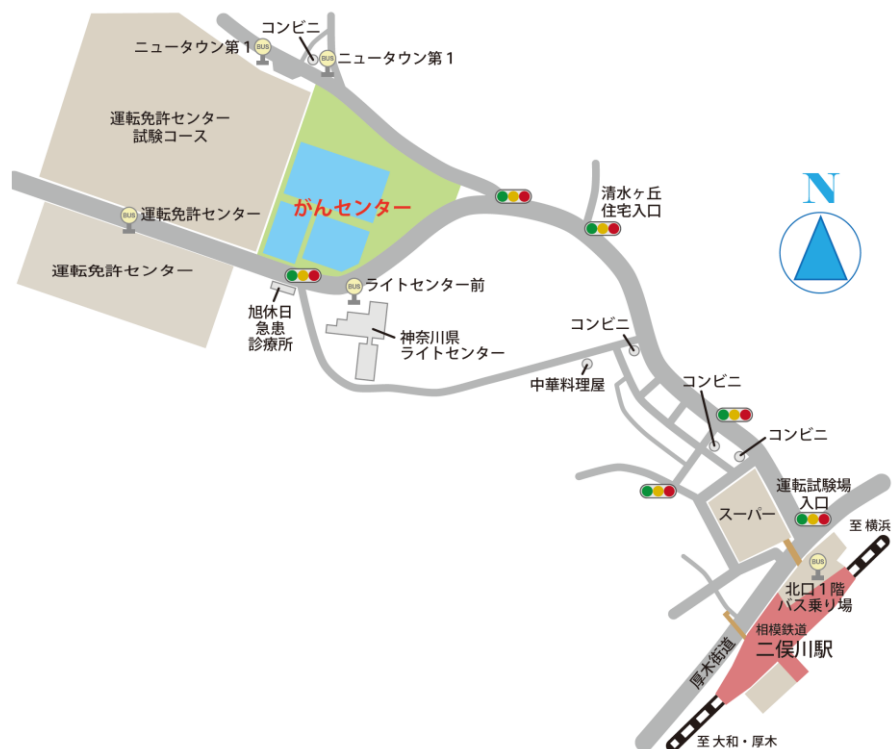 コンビニ
ニュータウン第1
BUS
BUS
ニュータウン第1
運転免許センター
試験コース
N
清水ヶ丘
住宅入口
がんセンター
BUS
運転免許センター
運転免許センター
BUS
ライトセンター前
旭休日
急患
診療所
神奈川県
ライトセンター
コンビニ
中華料理屋
コンビニ
コンビニ
運転試験場
入口
スーパー
至 横浜
BUS
北口1階
バス乗り場
相模鉄道
二俣川駅
厚木街道
至 大和・厚木